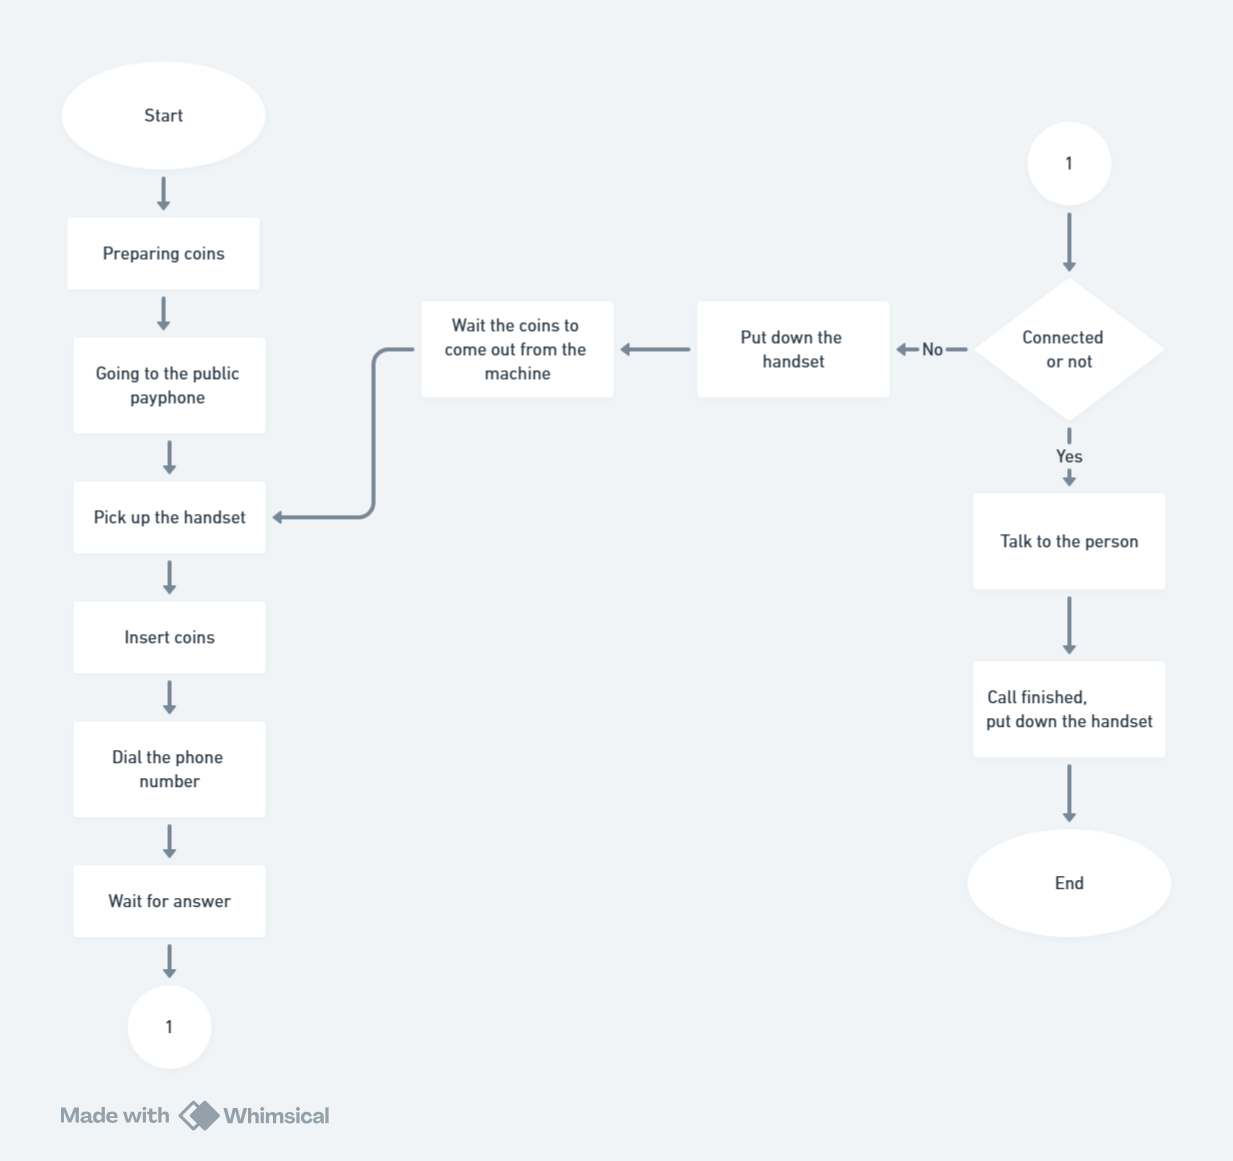 Start
Preparing coins
Going to the public
payphone
Pick up the handset
Insert coins
Dial the phone
number
Wait for answer
1
Wait the coins to
come out from the
machine
Put down the
handset
No
1
Connected
or not
Yes
Talk to the person
Call finished,
put down the handset
End
Made with Whimsical